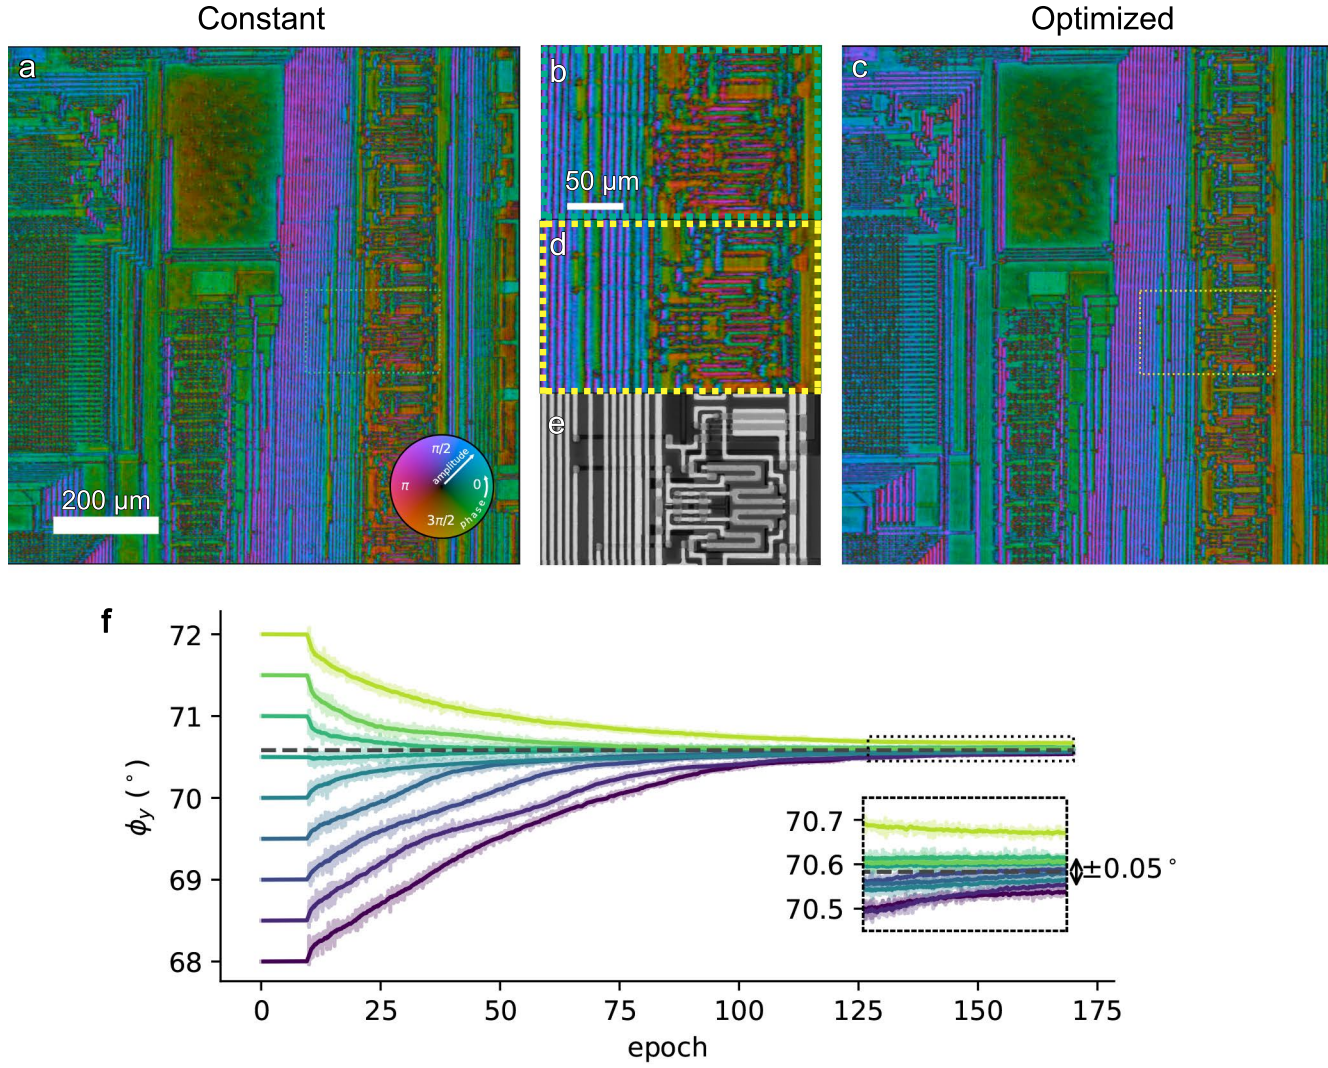 Constant
Optimized
a
b
c
50 μm
d
e
π/2
amplitude
π
0
phase
3π/2
200 μm
f
72
71
70
69
68
ϕy (°)
70.7
70.6
70.5
±0.05 °
0
25
50
75
100
125
150
175
epoch